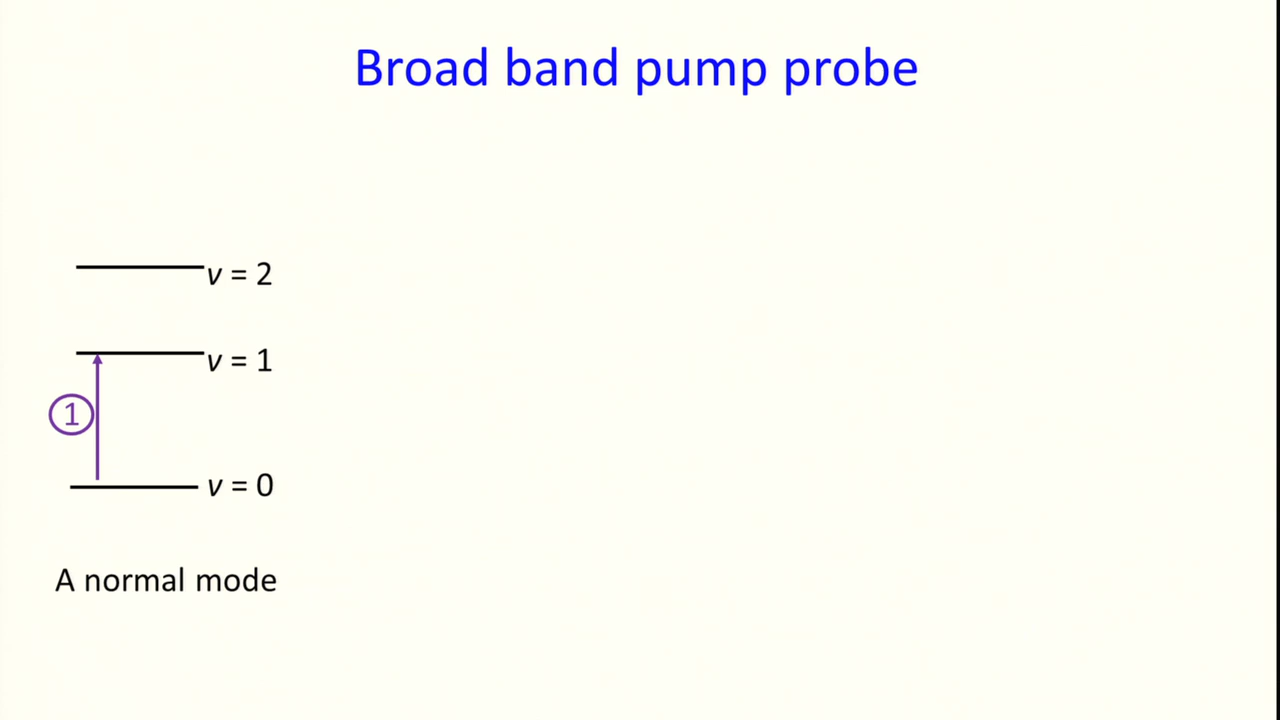 Broad band pump probe
v = 2
v = 1
1
v = 0
A normal mode